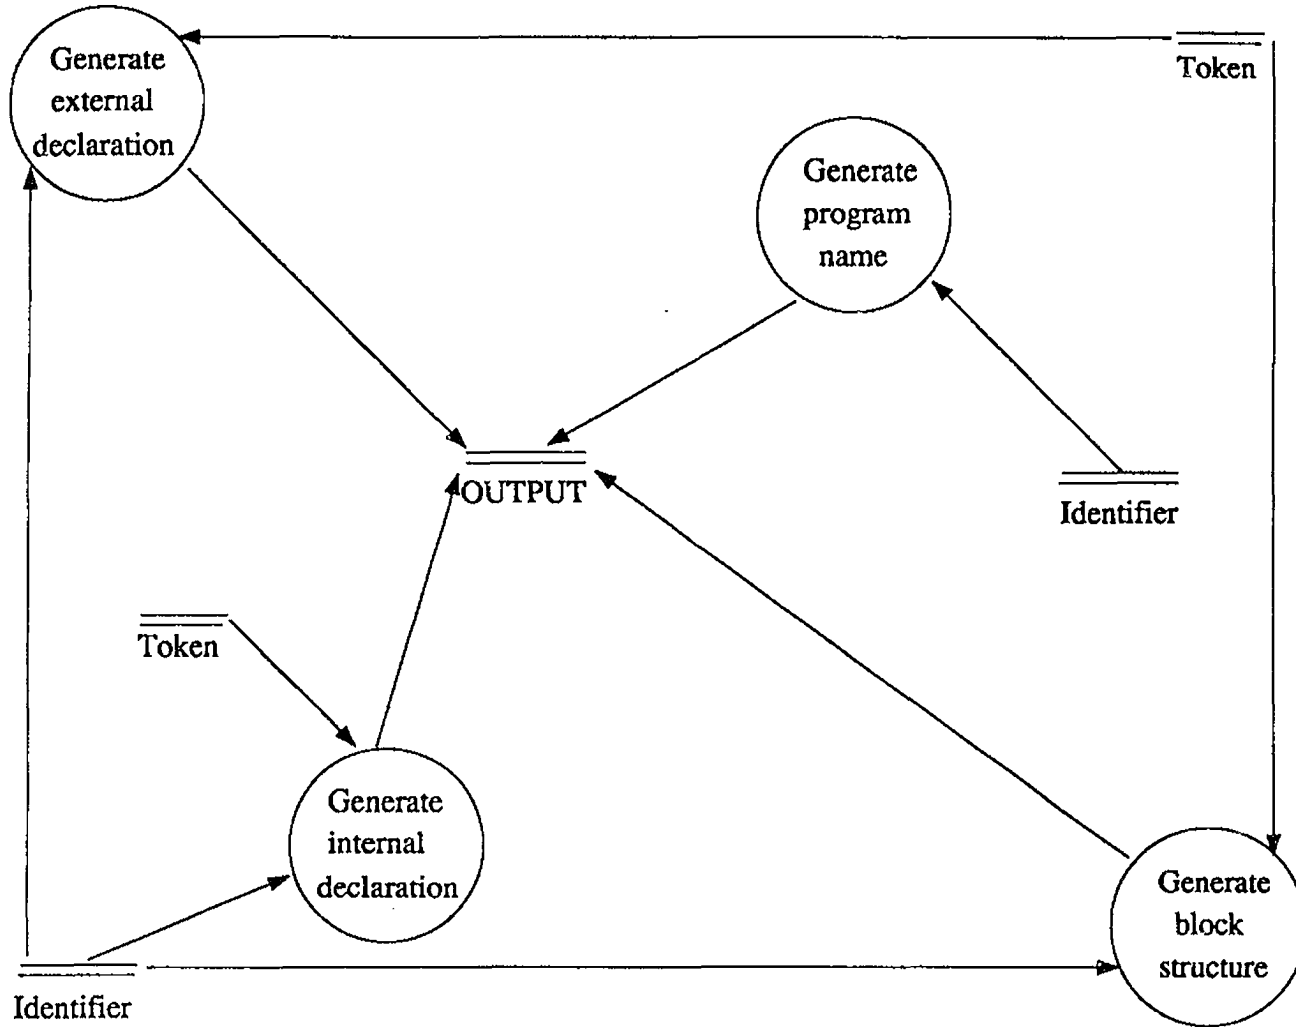 Generate
external
declaration
Token
Generate
program
name
OUTPUT
Identifier
Token
Generate
internal
declaration
Generate
block
structure
Identifier